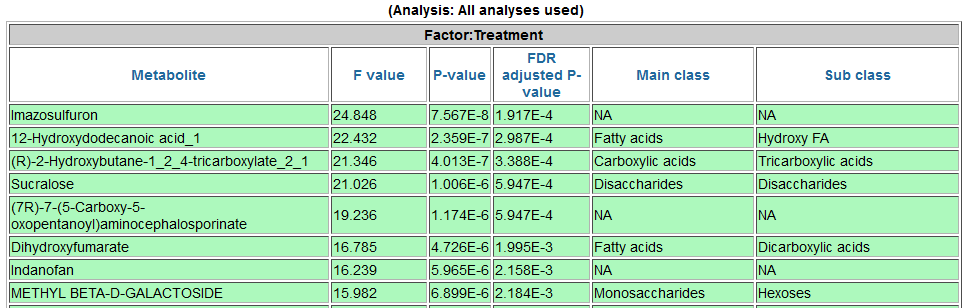 (Analysis: All analyses used)
Factor:Treatment
Metabolite F value P-value FDR adjusted P-value Main class Sub class
Imazosulfuron 24.848 7.567E-8 1.917E-4 NA NA
12-Hydroxydodecanoic acid_1 22.432 2.359E-7 2.987E-4 Fatty acids Hydroxy FA
(R)-2-Hydroxybutane-1_2_4-tricarboxylate_2_1 21.346 4.013E-7 3.388E-4 Carboxylic acids Tricarboxylic acids
Sucralose 21.026 1.006E-6 5.947E-4 Disaccharides Disaccharides
(7R)-7-(5-Carboxy-5-oxopentanoyl)aminocephalosporinate 19.236 1.174E-6 5.947E-4 NA NA
Dihydroxyfumarate 16.785 4.726E-6 1.995E-3 Fatty acids Dicarboxylic acids
Indanofan 16.239 5.965E-6 2.158E-3 NA NA
METHYL BETA-D-GALACTOSIDE 15.982 6.899E-6 2.184E-3 Monosaccharides Hexoses